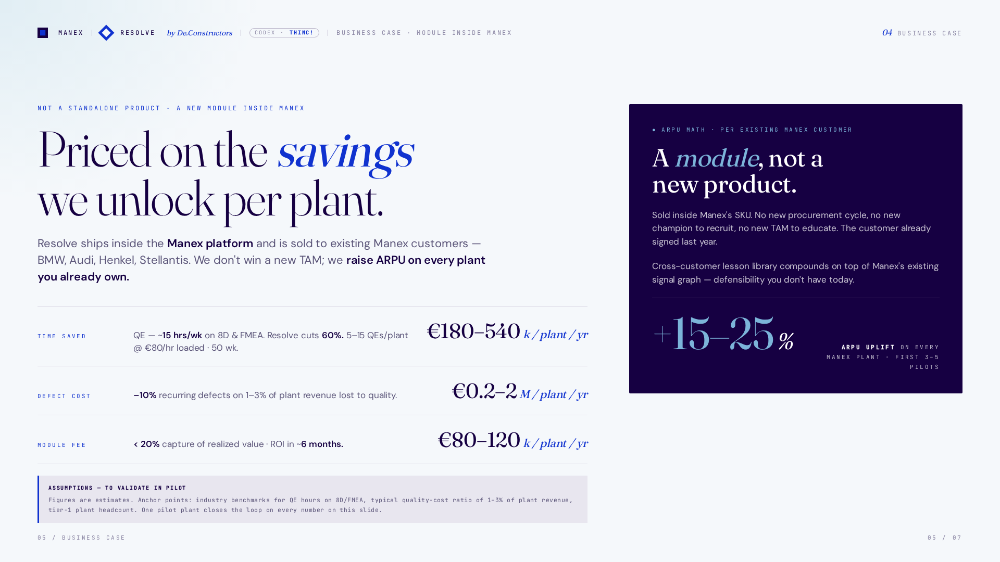 MANEX
RESOLVE by De.Constructors
CODEX · THINC!
BUSINESS CASE · MODULE INSIDE MANEX
04 BUSINESS CASE
NOT A STANDALONE PRODUCT · A NEW MODULE INSIDE MANEX
Priced on the savings
we unlock per plant.
Resolve ships inside the Manex platform and is sold to existing Manex customers —
BMW, Audi, Henkel, Stellantis. We don't win a new TAM; we raise ARPU on every plant
you already own.
TIME SAVED
QE — ~15 hrs/wk on 8D & FMEA. Resolve cuts 60%. 5–15 QEs/plant
@ €80/hr loaded · 50 wk.
€180–540 k / plant / yr
DEFECT COST
−10% recurring defects on 1–3% of plant revenue lost to quality.
€0.2–2 M / plant / yr
MODULE FEE
< 20% capture of realized value · ROI in ~6 months.
€80–120 k / plant / yr
ASSUMPTIONS — TO VALIDATE IN PILOT
Figures are estimates. Anchor points: industry benchmarks for QE hours on 8D/FMEA, typical quality-cost ratio of 1–3% of plant revenue,
tier-1 plant headcount. One pilot plant closes the loop on every number on this slide.
● ARPU MATH · PER EXISTING MANEX CUSTOMER
A module, not a
new product.
Sold inside Manex's SKU. No new procurement cycle, no new
champion to recruit, no new TAM to educate. The customer already
signed last year.
Cross-customer lesson library compounds on top of Manex's existing
signal graph — defensibility you don't have today.
+15–25 %
ARPU UPLIFT ON EVERY
MANEX PLANT · FIRST 3–5
PILOTS
05 / BUSINESS CASE
05 / 07